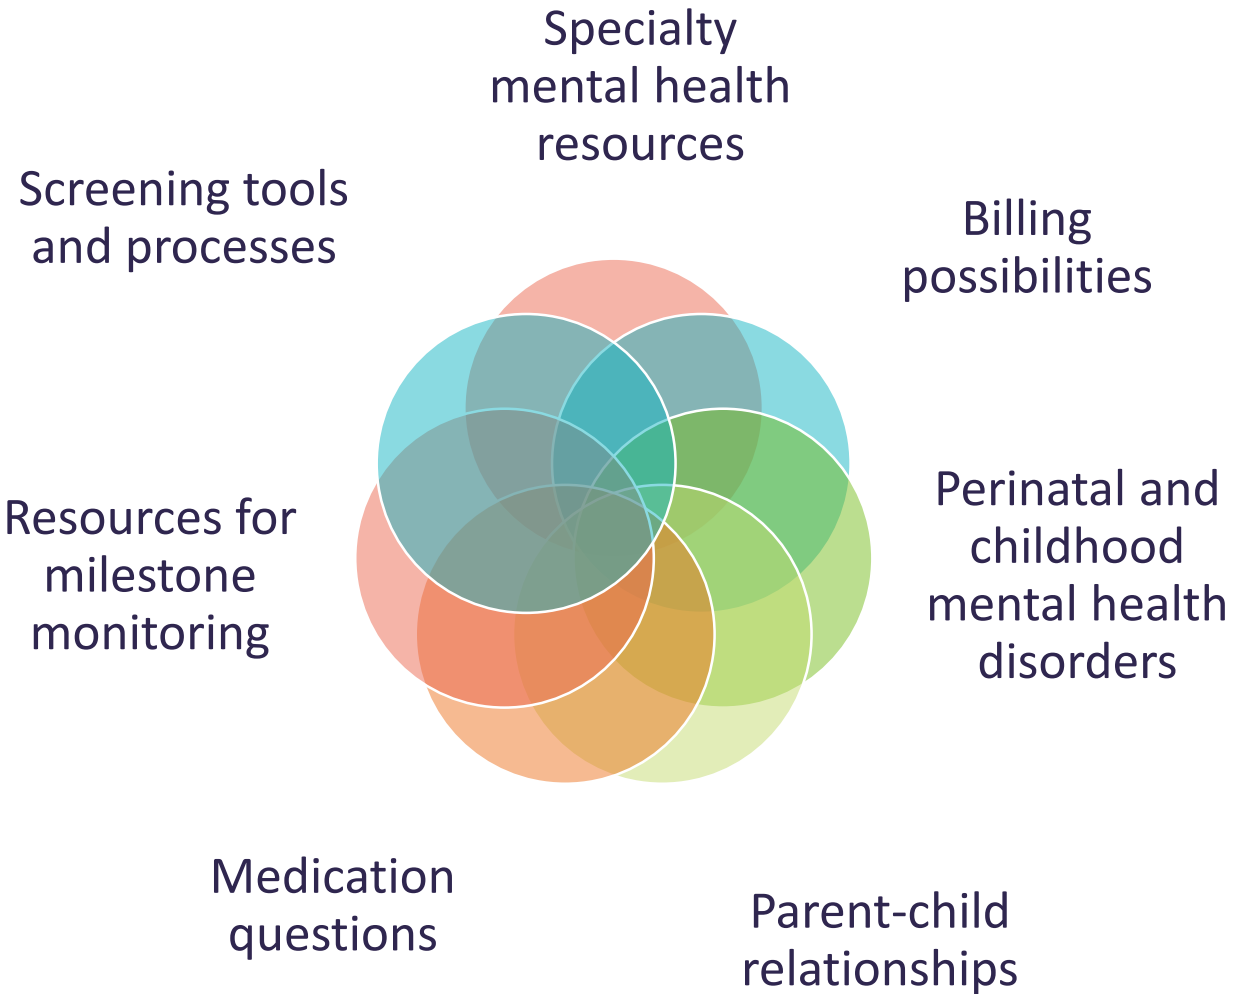 Specialty
mental health
resources
Screening tools
and processes
Billing
possibilities
Resources for
milestone
monitoring
Perinatal and
childhood
mental health
disorders
Medication
questions
Parent-child
relationships